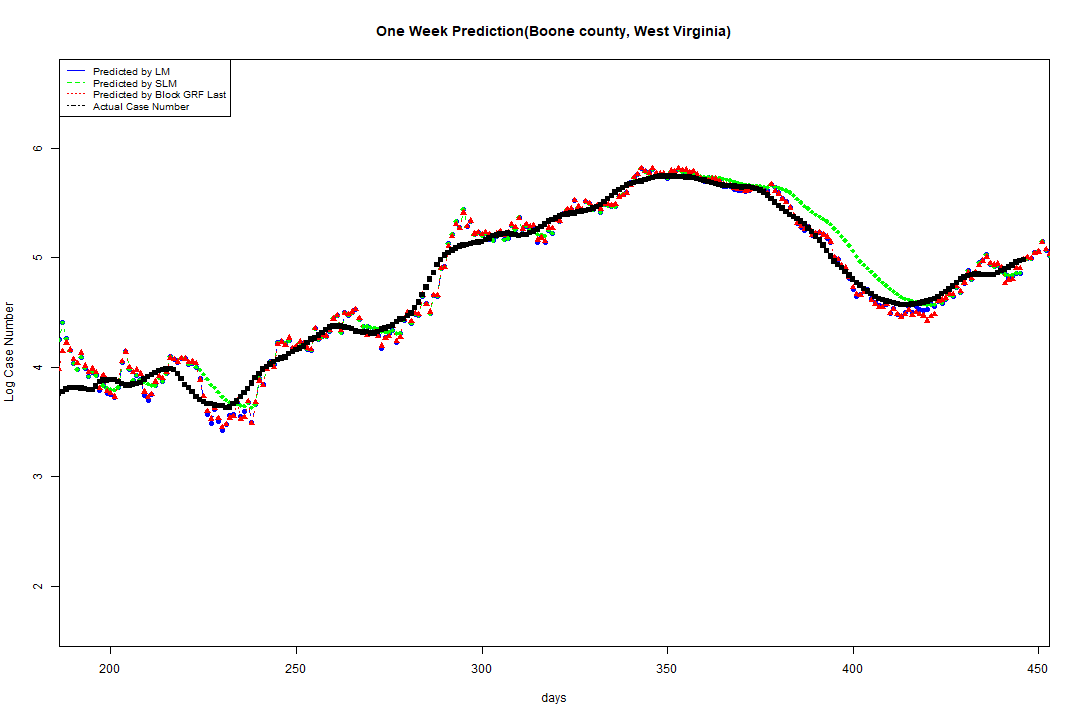 One Week Prediction(Boone county, West Virginia)
Predicted by LM
Predicted by SLM
Predicted by Block GRF Last
Actual Case Number
6
5
4
3
2
Log Case Number
200 250 300 350 400 450
days